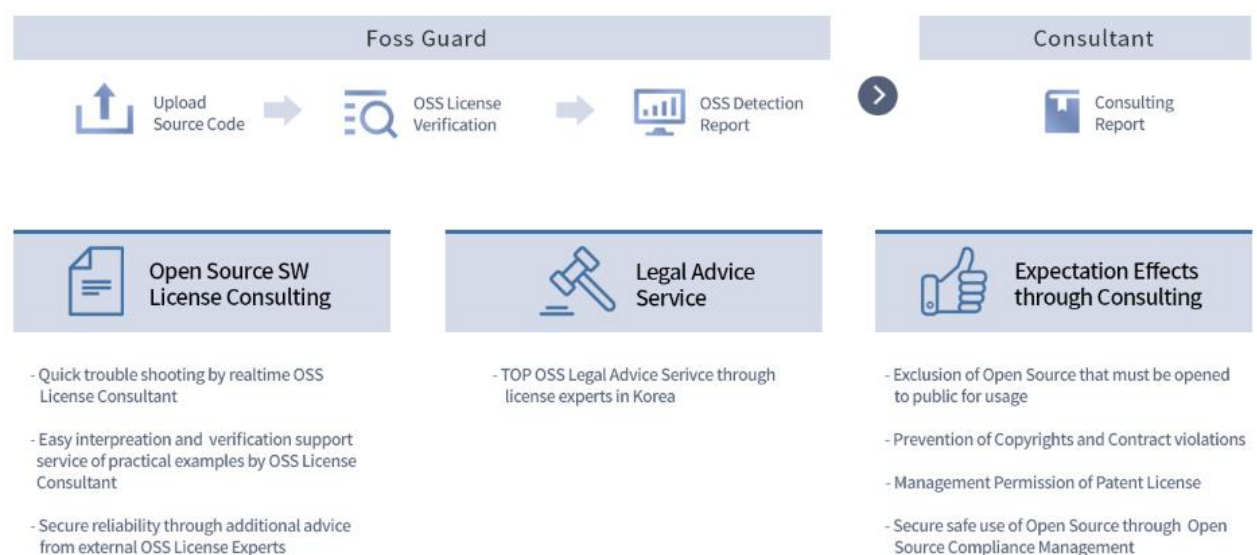 Foss Guard
Consultant
Upload
Source Code
OSS License
Verification
OSS Detection
Report
Consulting
Report
Open Source SW
License Consulting
- Quick trouble shooting by realtime OSS
License Consultant
- Easy interpreation and verification support
service of practical examples by OSS License
Consultant
- Secure reliability through additional advice
from external OSS License Experts
Legal Advice
Service
- TOP OSS Legal Advice Serivce through
license experts in Korea
Expectation Effects
through Consulting
- Exclusion of Open Source that must be opened
to public for usage
- Prevention of Copyrights and Contract violations
- Management Permission of Patent License
- Secure safe use of Open Source through Open
Source Compliance Management